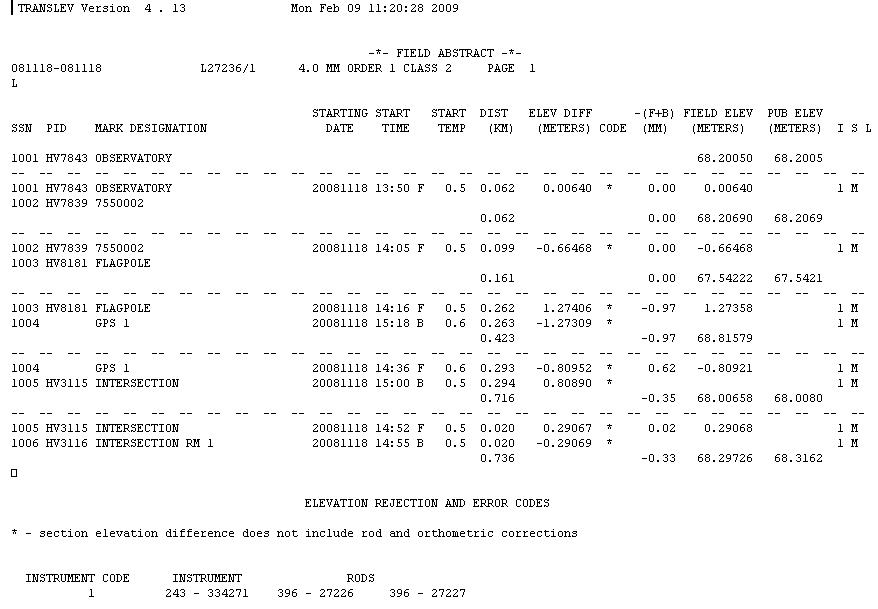 TRANSLEV Version 4 . 13 Mon Feb 09 11:20:28 2009
-*- FIELD ABSTRACT -*-
081118-081118 L27236/1 4.0 MM ORDER 1 CLASS 2 PAGE 1
L
STARTING START START DIST ELEV DIFF -(F+B) FIELD ELEV PUB ELEV
SSN PID MARK DESIGNATION DATE TIME TEMP (KM) (METERS) CODE (MM) (METERS) (METERS) I S L
1001 HV7843 OBSERVATORY 68.20050 68.2005
-- -- -- -- -- -- -- -- -- -- -- -- -- -- -- -- -- -- -- -- -- -- -- -- -- -- -- -- -- -- --
1001 HV7843 OBSERVATORY 20081118 13:50 F 0.5 0.062 0.00640 * 0.00 0.00640 1 M
1002 HV7839 7550002
0.062 0.00 68.20690 68.2069
-- -- -- -- -- -- -- -- -- -- -- -- -- -- -- -- -- -- -- -- -- -- -- -- -- -- -- -- -- -- --
1002 HV7839 7550002 20081118 14:05 F 0.5 0.099 -0.66468 * 0.00 -0.66468 1 M
1003 HV8181 FLAGPOLE
0.161 0.00 67.54222 67.5421
-- -- -- -- -- -- -- -- -- -- -- -- -- -- -- -- -- -- -- -- -- -- -- -- -- -- -- -- -- -- --
1003 HV8181 FLAGPOLE 20081118 14:16 F 0.5 0.262 1.27406 * -0.97 1.27358 1 M
1004 GPS 1 20081118 15:18 B 0.6 0.263 -1.27309 * 1 M
0.423 -0.97 68.81579
-- -- -- -- -- -- -- -- -- -- -- -- -- -- -- -- -- -- -- -- -- -- -- -- -- -- -- -- -- -- --
1004 GPS 1 20081118 14:36 F 0.6 0.293 -0.80952 * 0.62 -0.80921 1 M
1005 HV3115 INTERSECTION 20081118 15:00 B 0.5 0.294 0.80890 * 1 M
0.716 -0.35 68.00658 68.0080
-- -- -- -- -- -- -- -- -- -- -- -- -- -- -- -- -- -- -- -- -- -- -- -- -- -- -- -- -- -- --
1005 HV3115 INTERSECTION 20081118 14:52 F 0.5 0.020 0.29067 * 0.02 0.29068 1 M
1006 HV3116 INTERSECTION RM 1 20081118 14:55 B 0.5 0.020 -0.29069 * 1 M
0.736 -0.33 68.29726 68.3162
ELEVATION REJECTION AND ERROR CODES
* - section elevation difference does not include rod and orthometric corrections
INSTRUMENT CODE INSTRUMENT RODS
1 243 - 334271 396 - 27226 396 - 27227